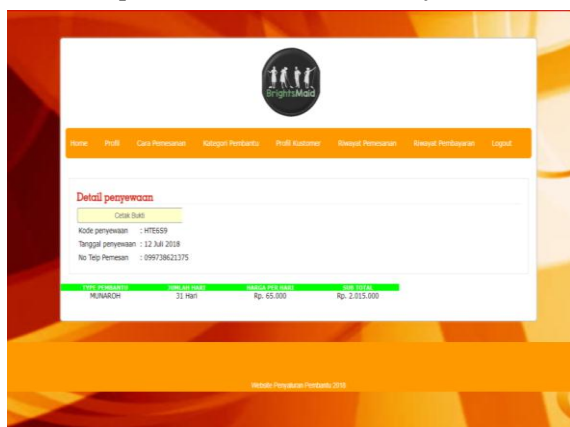 BrightsMaid
Home Profil Cara Pemesanan Kategori Pembantu Profil Kustomer Riwayat Pemesanan Riwayat Pembayaran Logout
Detail penyewaan
Cetak Bukti
Kode penyewaan : HTE6S9
Tanggal penyewaan : 12 Juli 2018
No Telp Pemesan : 099738621375
TYPE PEMBANTU JUMLAH HARI HARGA PER HARI SUB TOTAL
MUNAROH 31 Hari Rp. 65.000 Rp. 2.015.000
Website Penyaluran Pembantu 2018